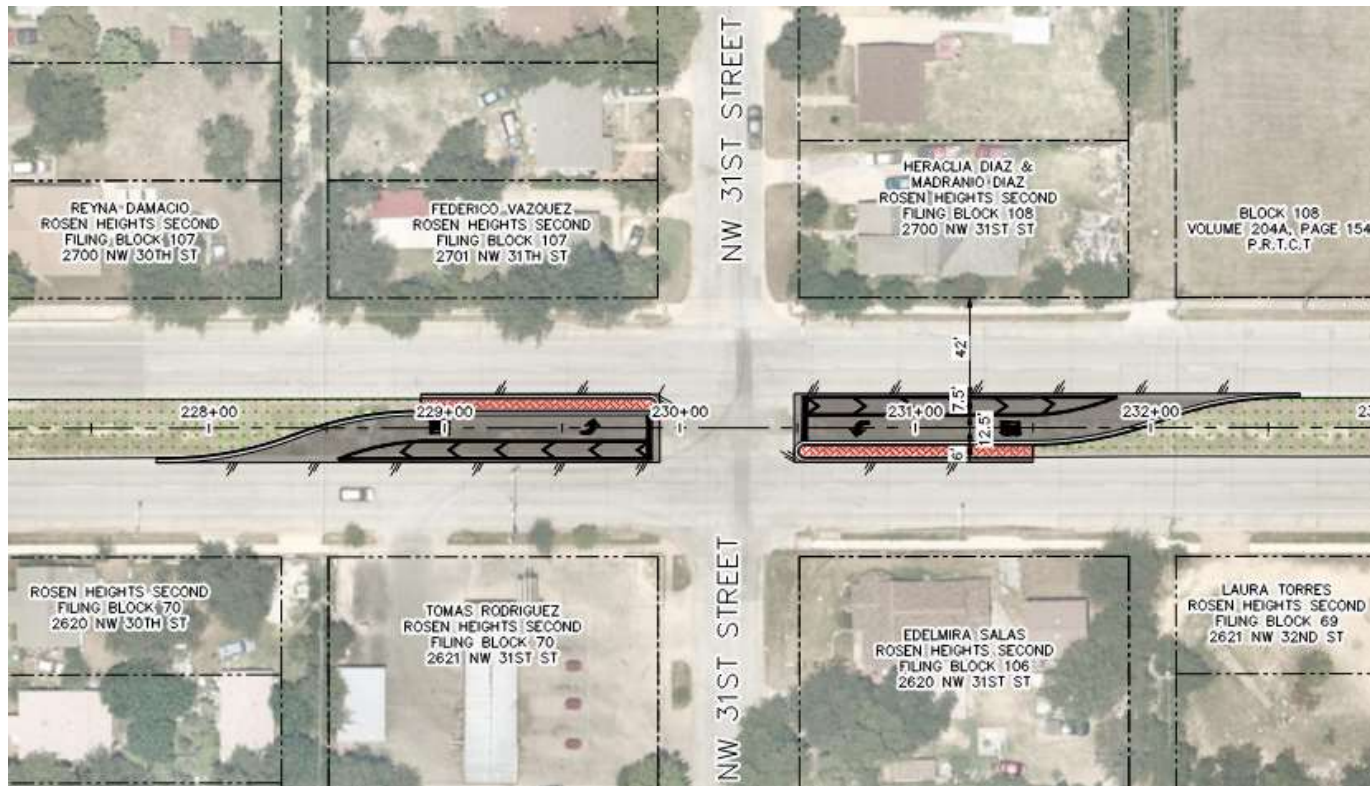 NW 31ST STREET
REYNA DAMACIO
ROSEN HEIGHTS SECOND
FILING BLOCK 107
2700 NW 30TH ST
FEDERICO VAZQUEZ
ROSEN HEIGHTS SECOND
FILING BLOCK 107
2701 NW 31TH ST
HERACLIA DIAZ &
MADRANIO DIAZ
ROSEN HEIGHTS SECOND
FILING BLOCK 108
2700 NW 31ST ST
BLOCK 108
VOLUME 204A, PAGE 154
P.R.T.C.T
42'
7.5'
12.5'
6'
228+00
229+00
230+00
231+00
232+00
ROSEN HEIGHTS SECOND
FILING BLOCK 70
2620 NW 30TH ST
TOMAS RODRIGUEZ
ROSEN HEIGHTS SECOND
FILING BLOCK 70
2621 NW 31ST ST
NW 31ST STREET
EDELMIRA SALAS
ROSEN HEIGHTS SECOND
FILING BLOCK 106
2620 NW 31ST ST
LAURA TORRES
ROSEN HEIGHTS SECOND
FILING BLOCK 69
2621 NW 32ND ST